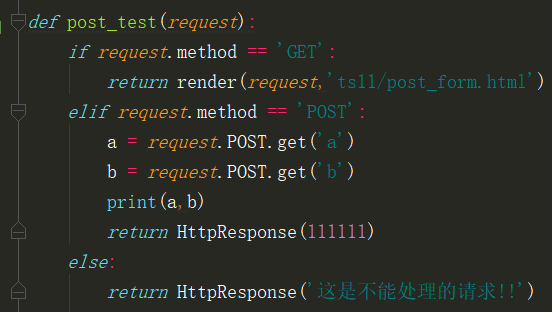 def post_test(request):
    if request.method == 'GET':
        return render(request,'tsll/post_form.html')
    elif request.method == 'POST':
        a = request.POST.get('a')
        b = request.POST.get('b')
        print(a,b)
        return HttpResponse(111111)
    else:
        return HttpResponse('这是不能处理的请求!!')